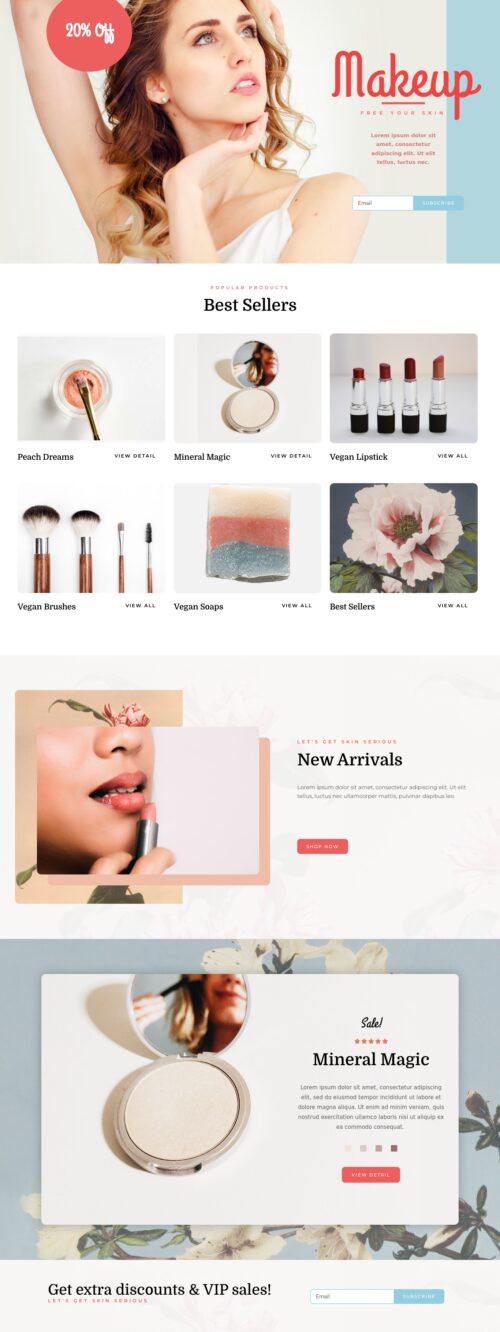 20% Off
Makeup
FREE YOUR SKIN
Lorem ipsum dolor sit
amet, consectetur
adipiscing elit. Ut elit
tellus, luctus nec.
Email
SUBSCRIBE
POPULAR PRODUCTS
Best Sellers
Peach Dreams
VIEW DETAIL
Mineral Magic
VIEW DETAIL
Vegan Lipstick
VIEW ALL
Vegan Brushes
VIEW ALL
Vegan Soaps
VIEW ALL
Best Sellers
VIEW ALL
LET'S GET SKIN SERIOUS
New Arrivals
Lorem ipsum dolor sit amet, consectetur adipiscing elit. Ut elit
tellus, luctus nec ullamcorper mattis, pulvinar dapibus leo.
SHOP NOW
Sale!
Mineral Magic
Lorem ipsum dolor sit amet, consectetur adipiscing
elit, sed do eiusmod tempor incididunt ut labore et
dolore magna aliqua. Ut enim ad minim veniam, quis
nostrud exercitation ullamco laboris nisi ut aliquip ex
ea commodo consequat.
VIEW DETAIL
Get extra discounts & VIP sales!
LET'S GET SKIN SERIOUS
Email
SUBSCRIBE